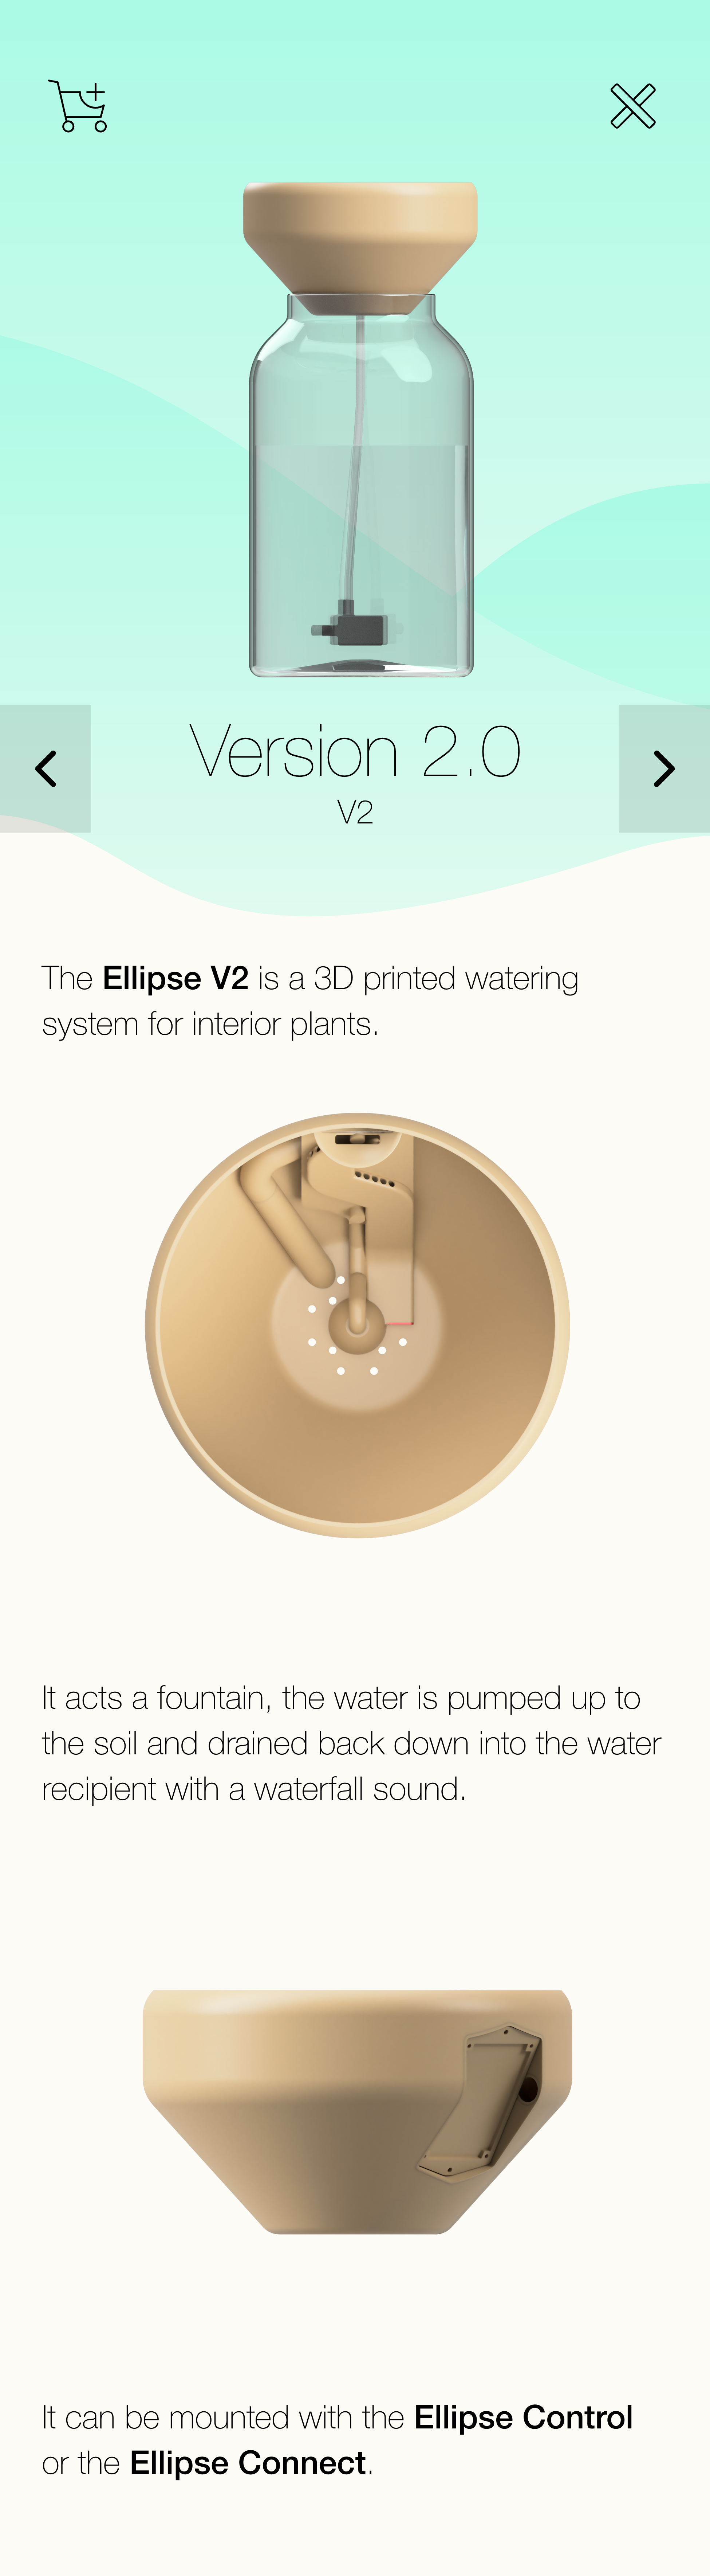 Version 2.0
V2
The Ellipse V2 is a 3D printed watering
system for interior plants.
It acts a fountain, the water is pumped up to
the soil and drained back down into the water
recipient with a waterfall sound.
It can be mounted with the Ellipse Control
or the Ellipse Connect.